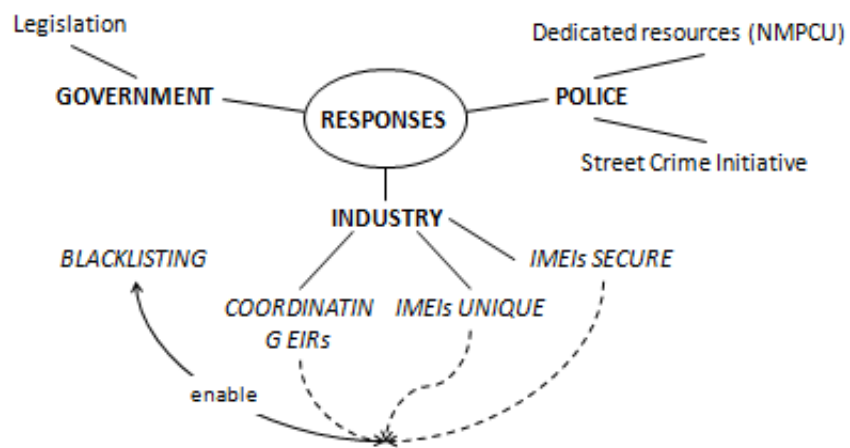 Legislation
Dedicated resources (NMPCU)
GOVERNMENT
POLICE
RESPONSES
Street Crime Initiative
INDUSTRY
BLACKLISTING
IMEIs SECURE
COORDINATIN
G EIRs
IMEIs UNIQUE
enable